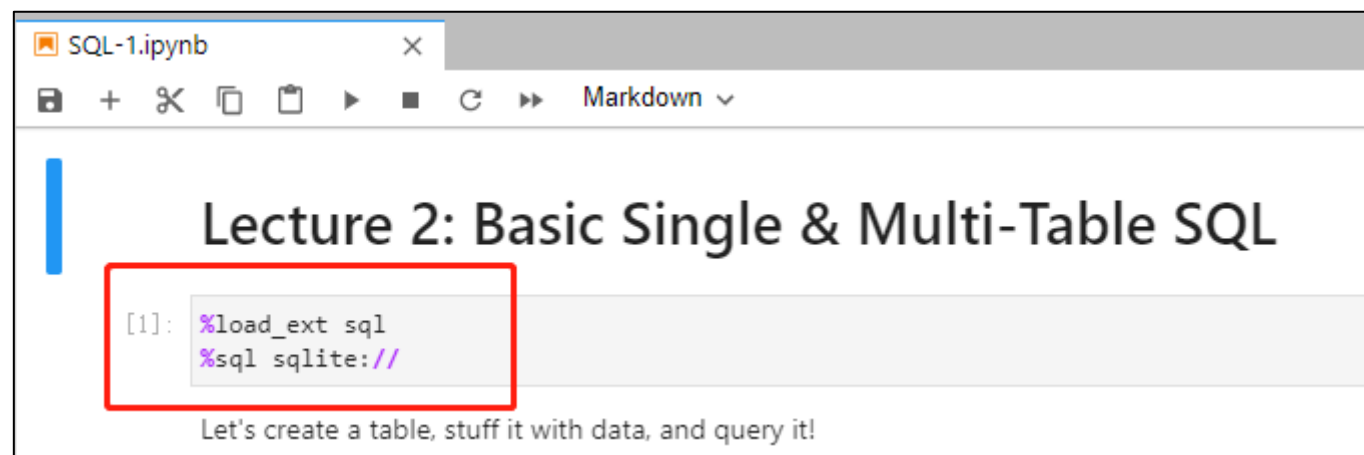 SQL-1.ipynb
Markdown
Lecture 2: Basic Single & Multi-Table SQL
[1]: %load_ext sql
%sql sqlite://
Let's create a table, stuff it with data, and query it!